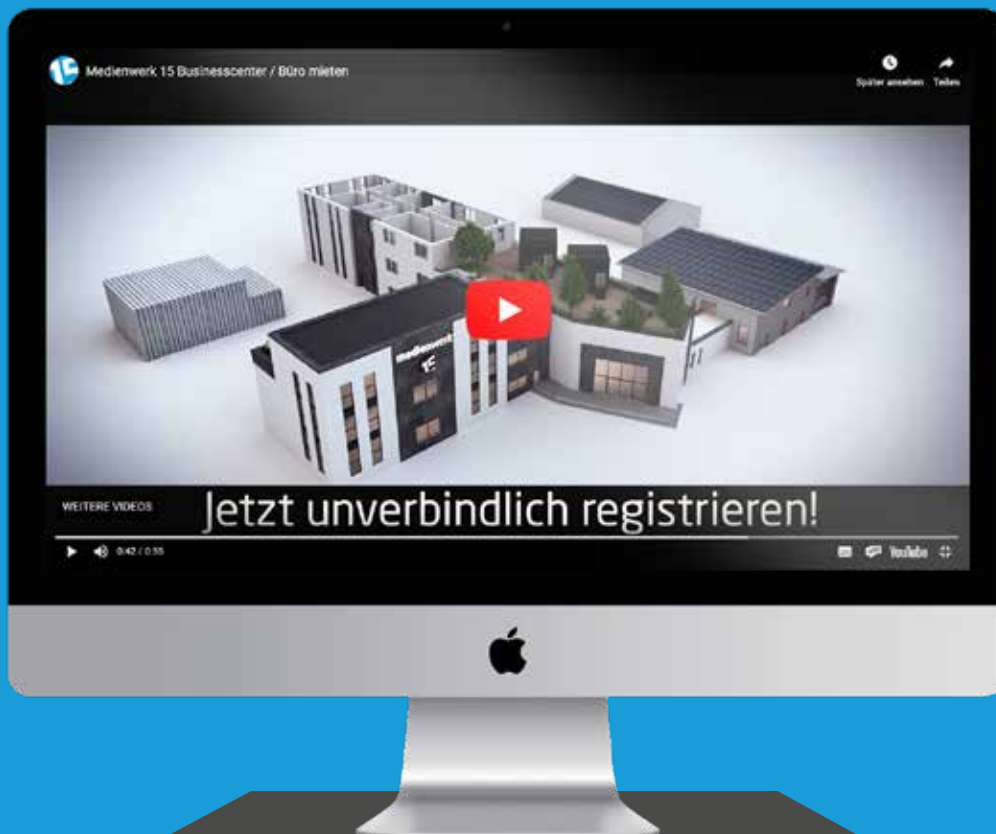 Medienwerk 15 Businesscenter / Büro mieten
Später ansehen
Teilen
medienwerk
15
WEITERE VIDEOS
Jetzt unverbindlich registrieren!
0:42 / 0:55
YouTube